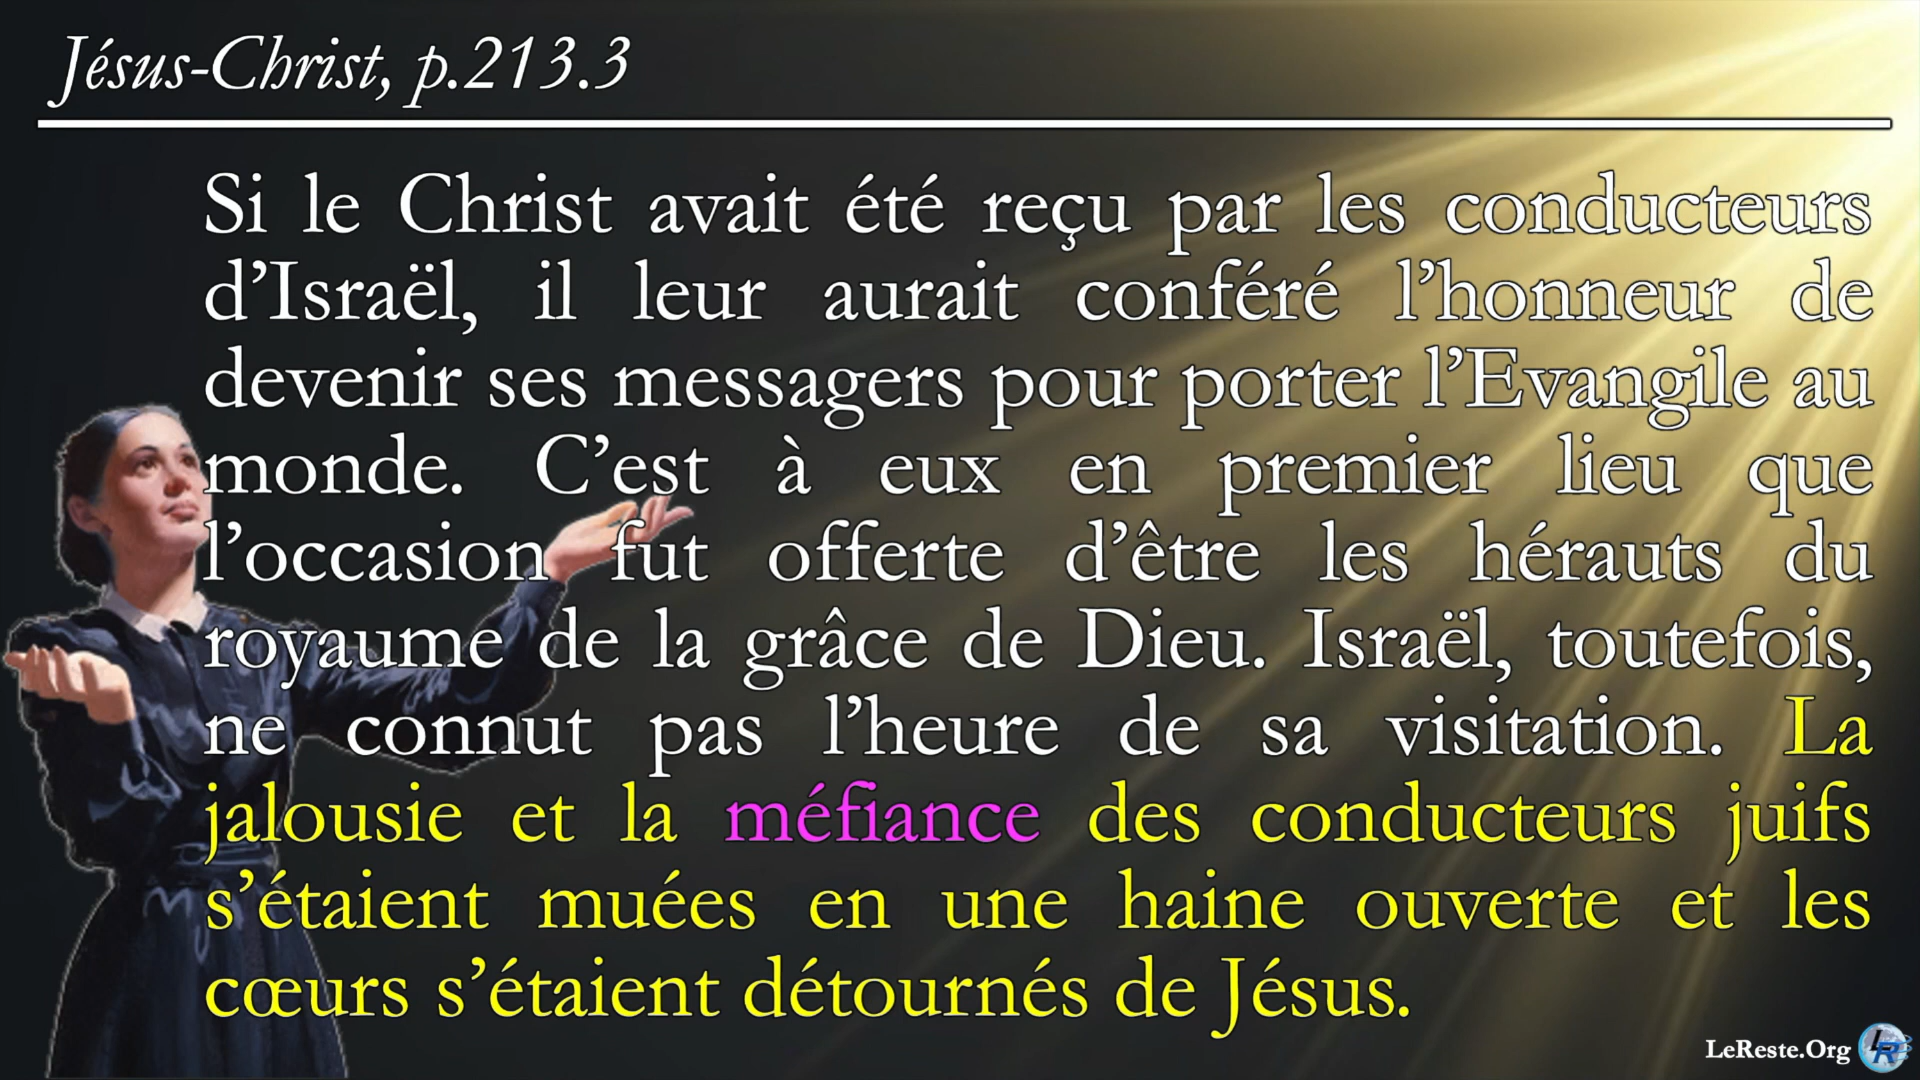 Jésus-Christ, p.213.3
Si le Christ avait été reçu par les conducteurs
d’Israël, il leur aurait conféré l’honneur de
devenir ses messagers pour porter l’Evangile au
monde. C’est à eux en premier lieu que
l’occasion fut offerte d’être les hérauts du
royaume de la grâce de Dieu. Israël, toutefois,
ne connut pas l’heure de sa visitation. La
jalousie et la méfiance des conducteurs juifs
s’étaient muées en une haine ouverte et les
cœurs s’étaient détournés de Jésus.
LeReste.Org
LR